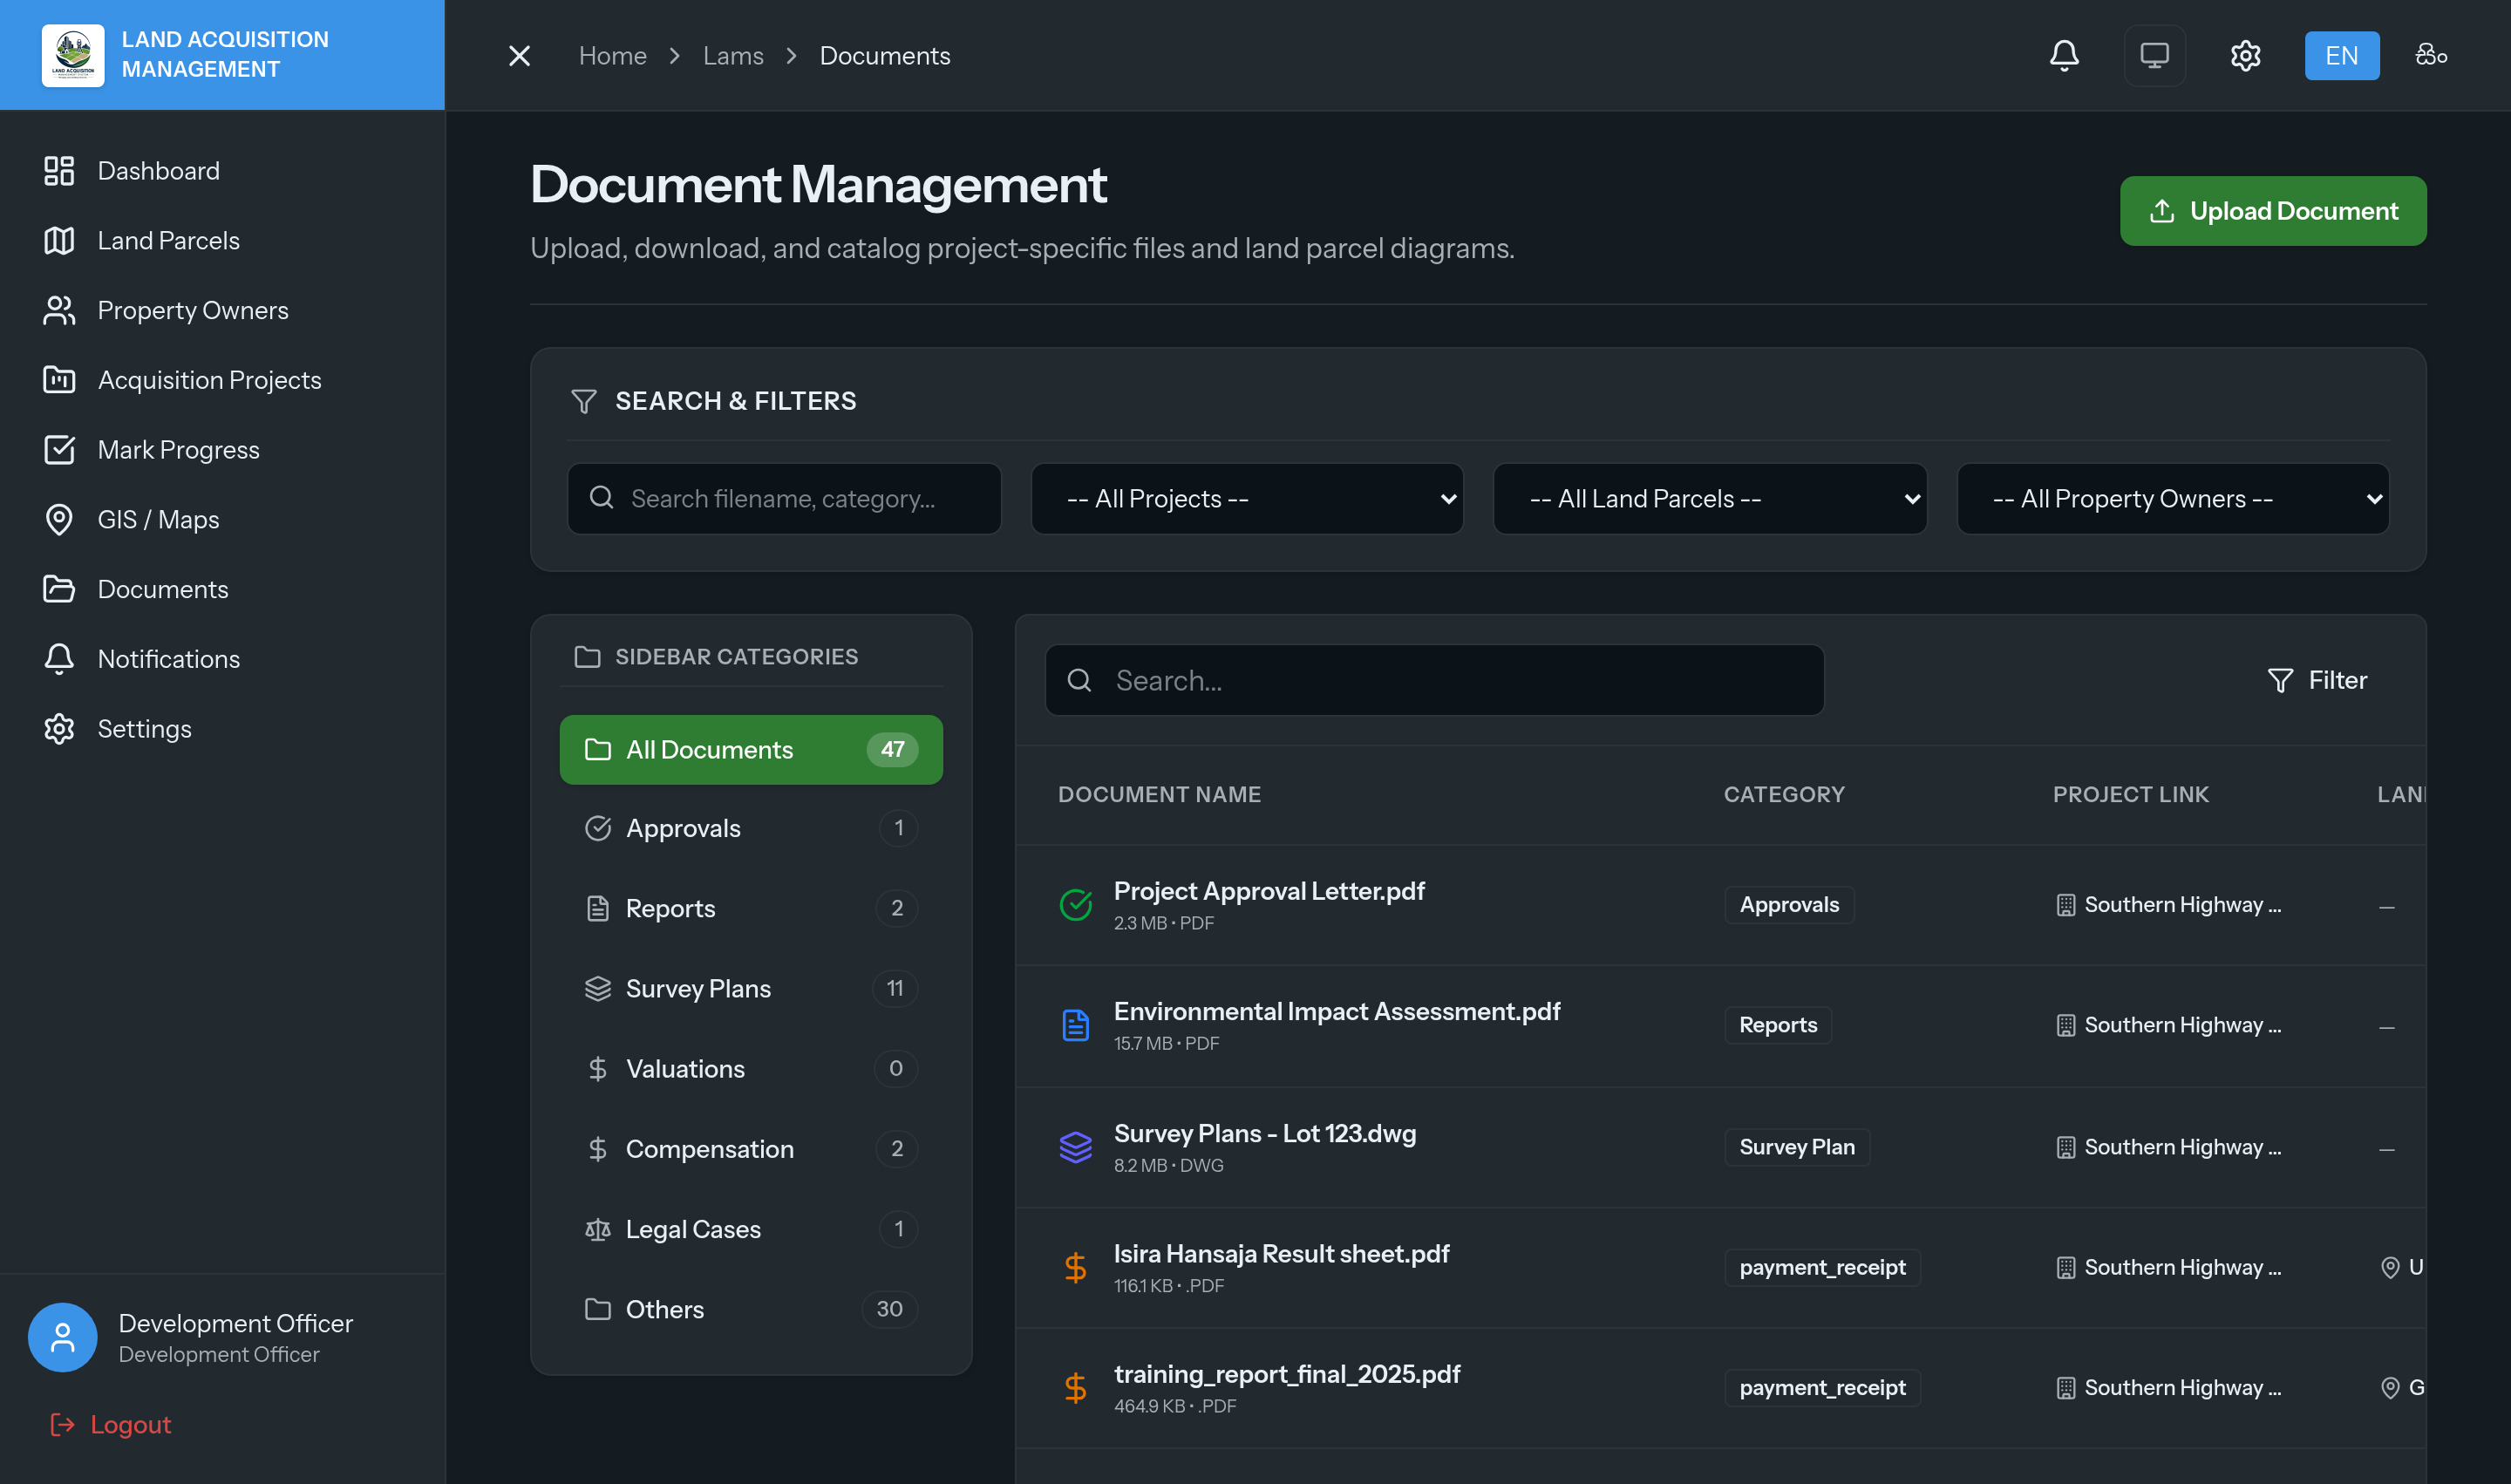 LAND ACQUISITION
MANAGEMENT
Home
Lams
Documents
EN
සිං
Dashboard
Land Parcels
Property Owners
Acquisition Projects
Mark Progress
GIS / Maps
Documents
Notifications
Settings
Development Officer
Development Officer
Logout
Document Management
Upload, download, and catalog project-specific files and land parcel diagrams.
Upload Document
SEARCH & FILTERS
Search filename, category...
-- All Projects --
-- All Land Parcels --
-- All Property Owners --
SIDEBAR CATEGORIES
All Documents 47
Approvals 1
Reports 2
Survey Plans 11
Valuations 0
Compensation 2
Legal Cases 1
Others 30
Search...
Filter
DOCUMENT NAME CATEGORY PROJECT LINK LAN
Project Approval Letter.pdf
2.3 MB • PDF
Approvals
Southern Highway ...
—
Environmental Impact Assessment.pdf
15.7 MB • PDF
Reports
Southern Highway ...
—
Survey Plans - Lot 123.dwg
8.2 MB • DWG
Survey Plan
Southern Highway ...
—
Isira Hansaja Result sheet.pdf
116.1 KB • .PDF
payment_receipt
Southern Highway ...
U
training_report_final_2025.pdf
464.9 KB • .PDF
payment_receipt
Southern Highway ...
G